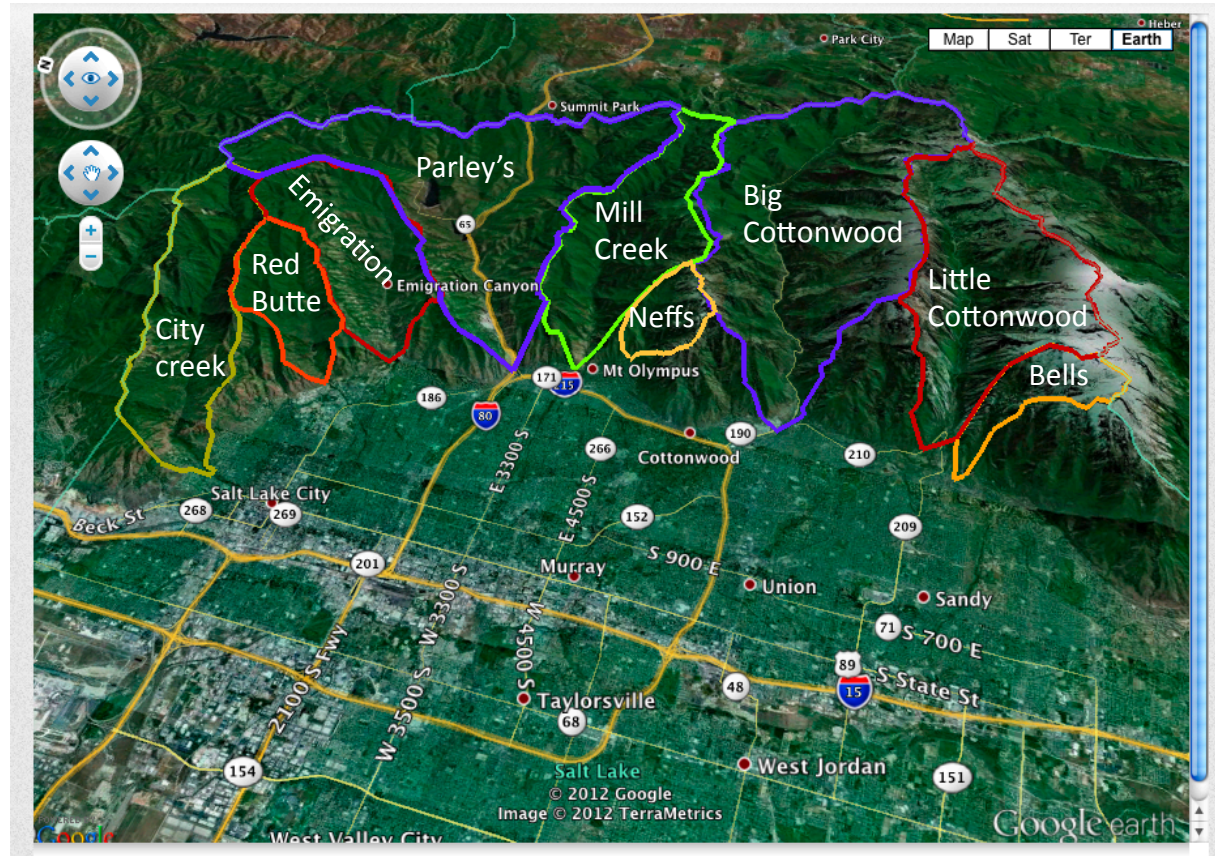 Heber
Park City
Map
Sat
Ter
Earth
N
Summit Park
Parley's
65
Emigration
Emigration Canyon
Mill
Creek
Big
Cottonwood
Red
Butte
Little
Cottonwood
Neffs
City
creek
Bells
Mt Olympus
171
215
186
80
190
Cottonwood
210
266
E 3300 S
E 4500 S
Salt Lake City
268
269
Beck St
152
209
201
S 900 E
Murray
Union
Sandy
71
S 700 E
W 3300 S
W 4500 S
2100 S Fwy
W 3500 S
89
15
S State St
48
Taylorsville
68
154
West Jordan
151
Salt Lake
© 2012 Google
Image © 2012 TerraMetrics
POWERED BY
Google
West Valley City
Google earth